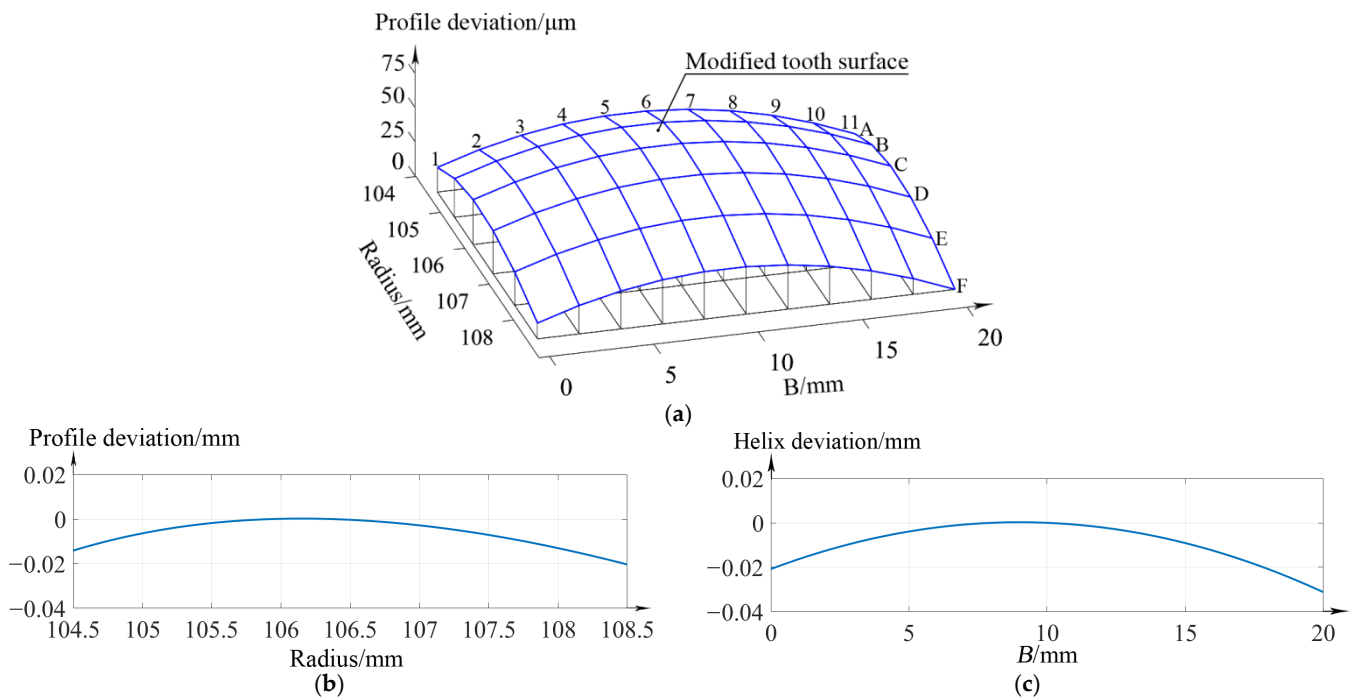 Profile deviation/μm
Modified tooth surface
75
50
25
0
1 2 3 4 5 6 7 8 9 10 11
A
B
C
D
E
F
104
105
106
107
108
Radius/mm
0 5 10 15 20
B/mm
(a)
Profile deviation/mm
0.02
0
−0.02
−0.04
104.5 105 105.5 106 106.5 107 107.5 108 108.5
Radius/mm
(b)
Helix deviation/mm
0.02
0
−0.02
−0.04
0 5 10 15 20
B/mm
(c)